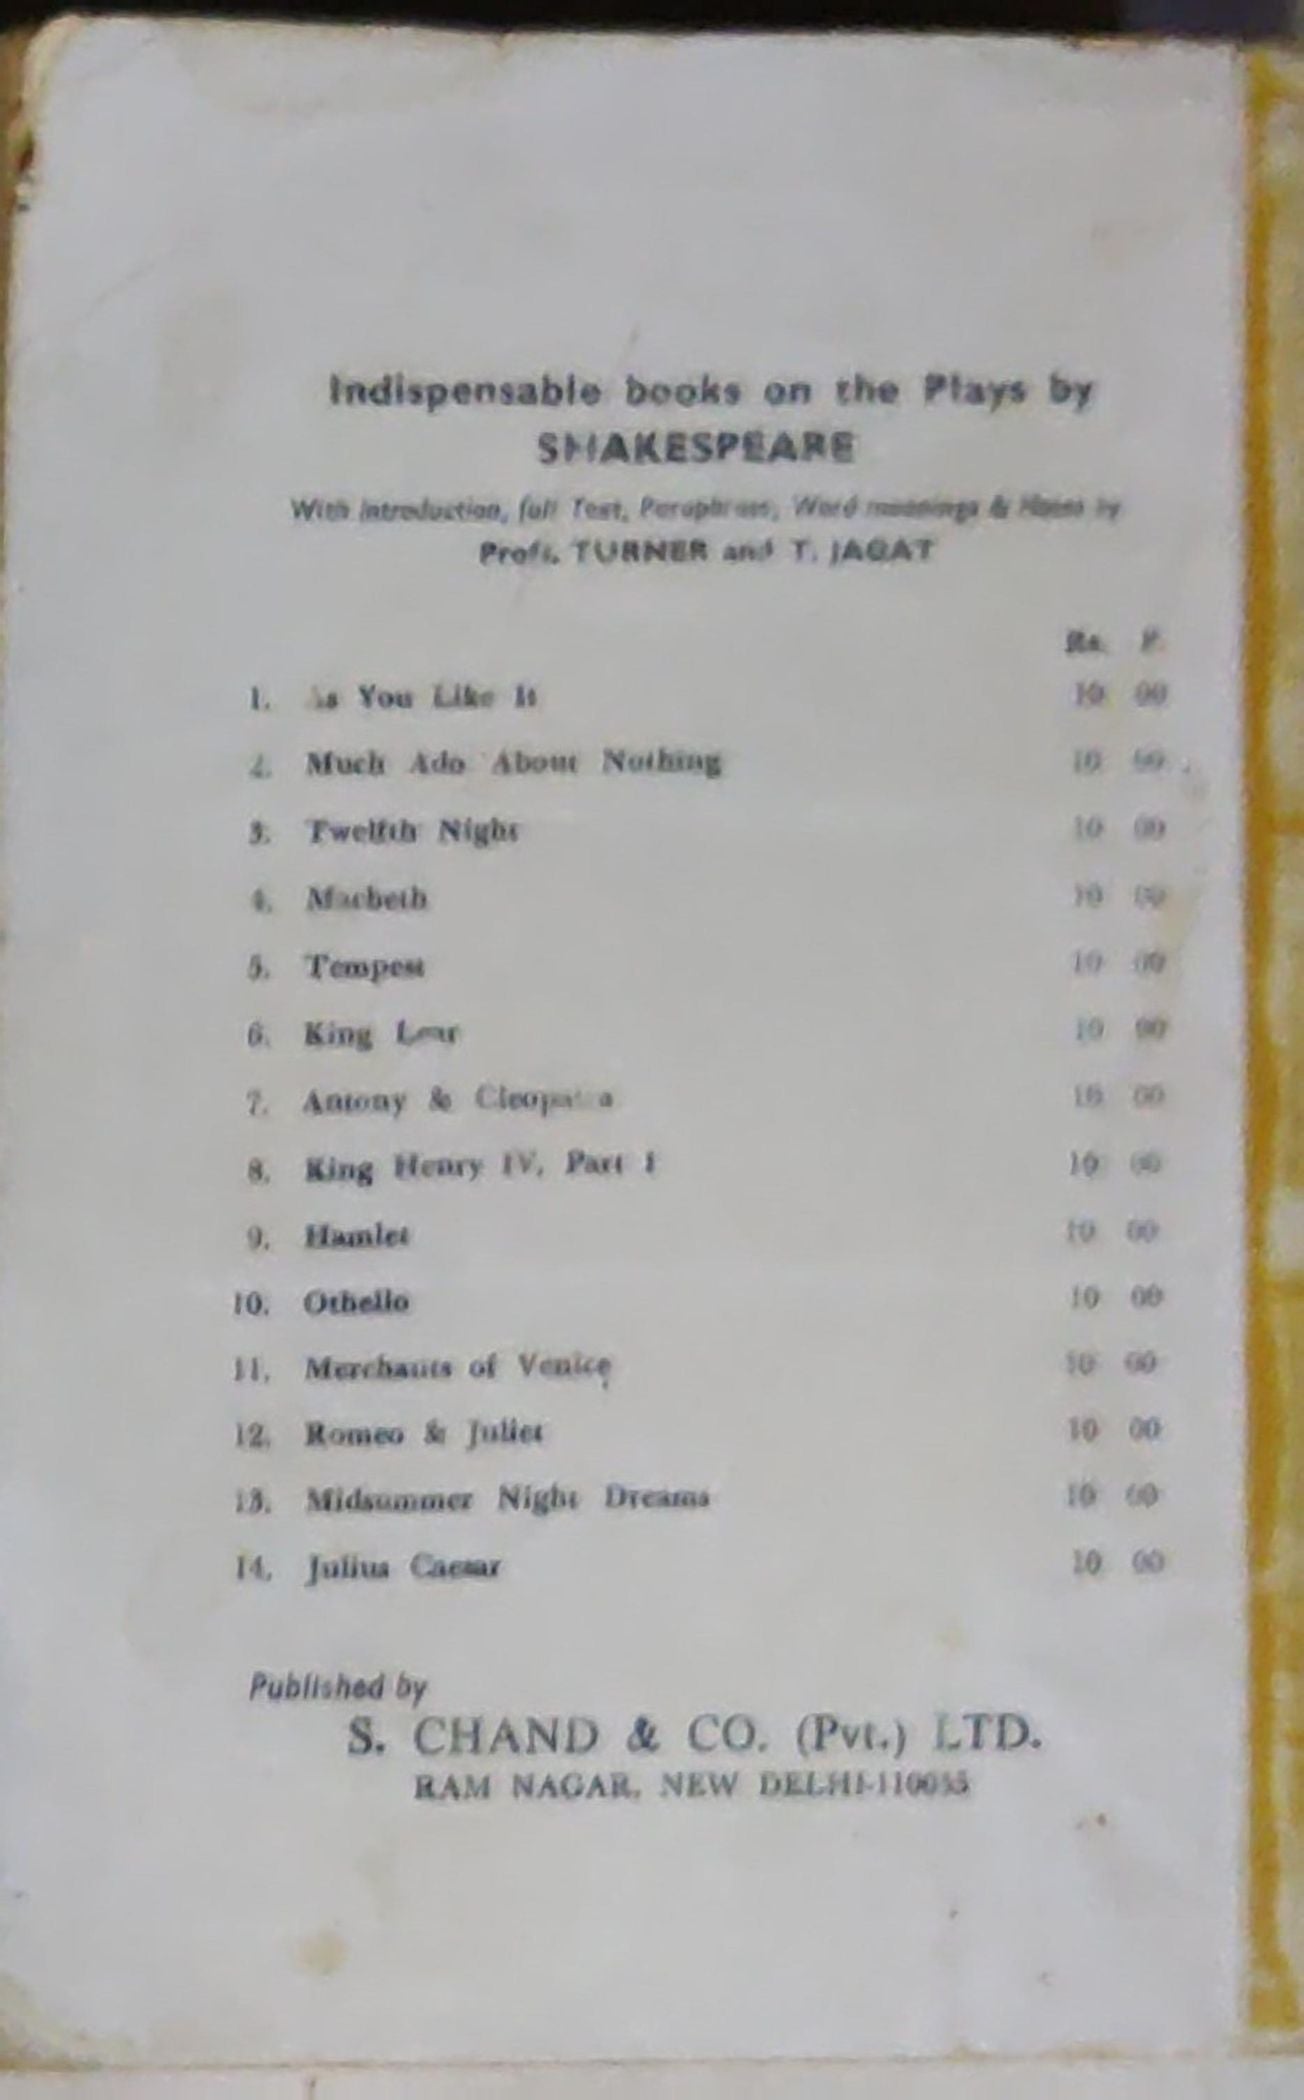 Indispensable books on the Plays by
SHAKESPEARE
With Introduction, full Text, Paraphrase, Word meanings & Notes by
Profs. TURNER and T. JAGAT
Rs. P.
1. As You Like It 10 00
2. Much Ado About Nothing 10 00
3. Twelfth Night 10 00
4. Macbeth 10 00
5. Tempest 10 00
6. King Lear 10 00
7. Antony & Cleopatra 10 00
8. King Henry IV, Part I 10 00
9. Hamlet 10 00
10. Othello 10 00
11. Merchants of Venice 10 00
12. Romeo & Juliet 10 00
13. Midsummer Night Dreams 10 00
14. Julius Caesar 10 00
Published by
S. CHAND & CO. (Pvt.) LTD.
RAM NAGAR, NEW DELHI-110055